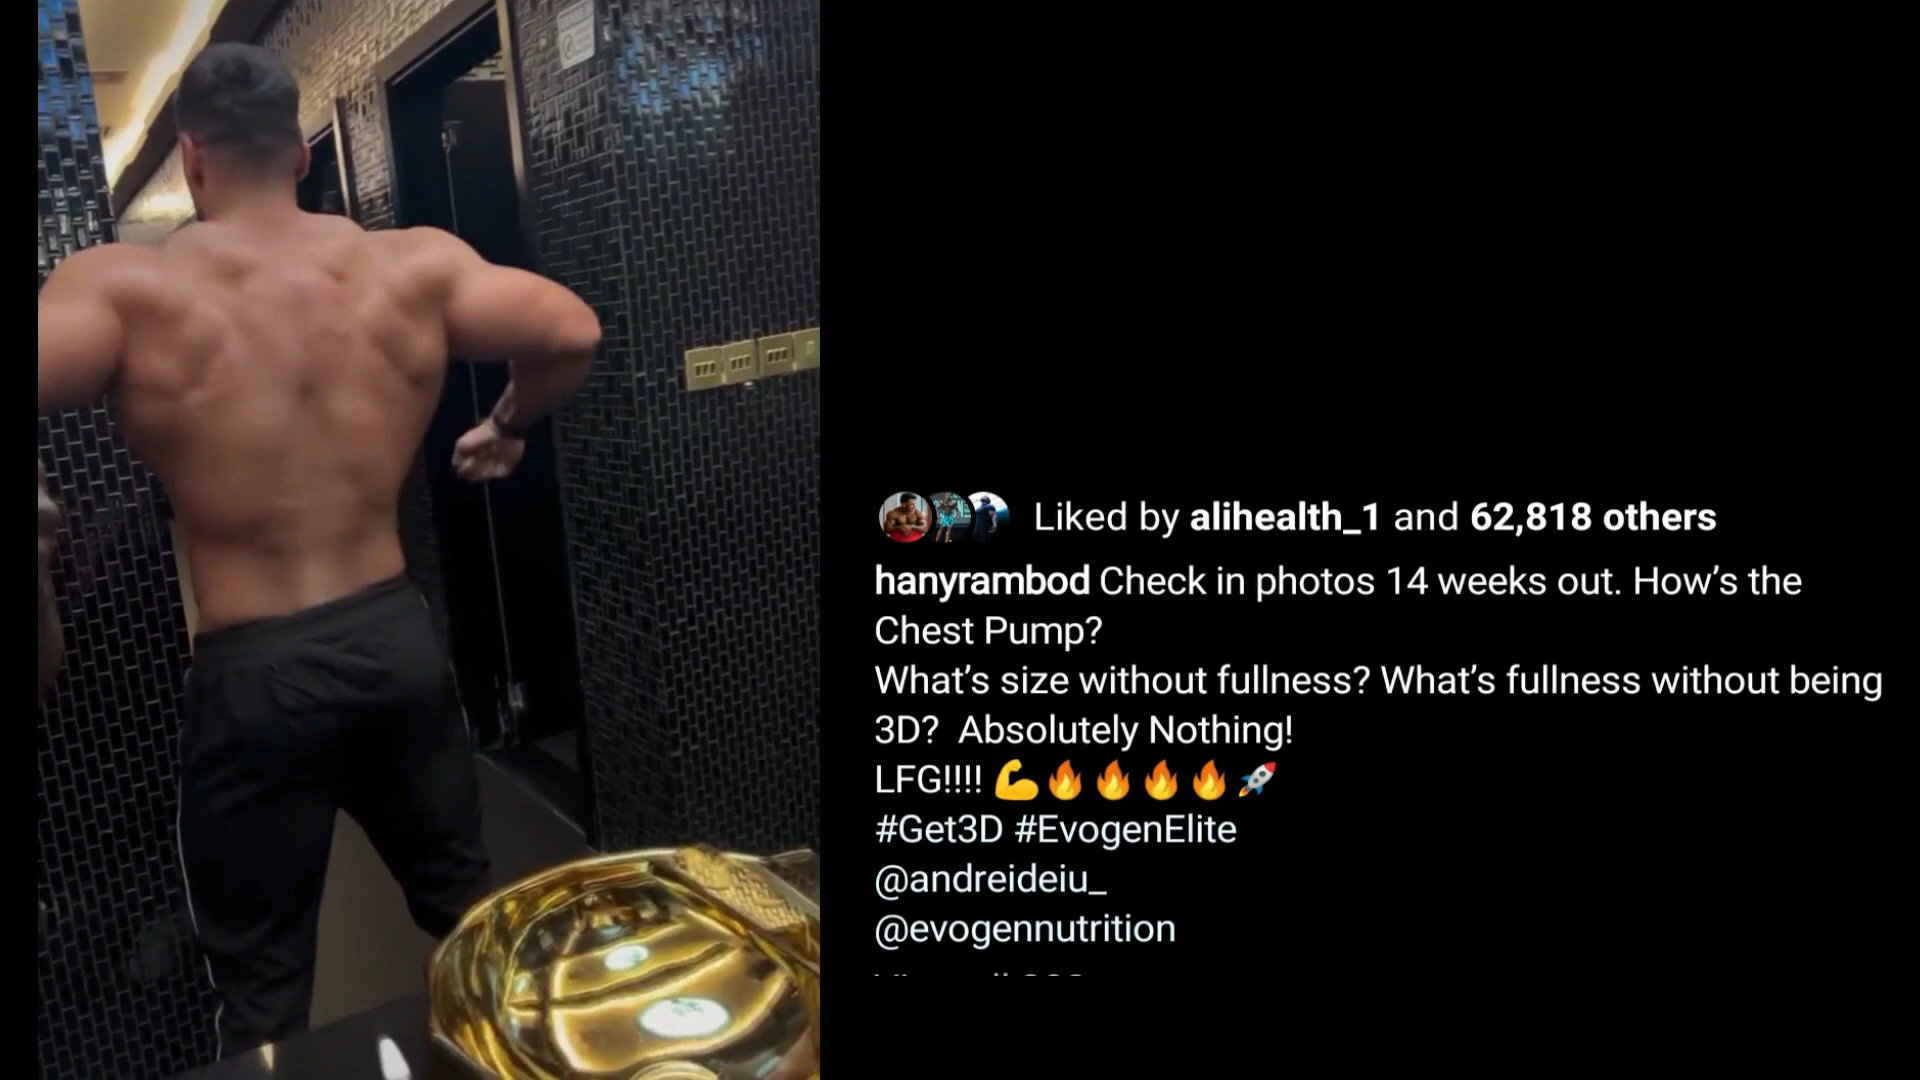 Liked by alihealth_1 and 62,818 others
hanyrambod Check in photos 14 weeks out. How’s the
Chest Pump?
What’s size without fullness? What’s fullness without being
3D?  Absolutely Nothing!
LFG!!!! 💪🔥🔥🔥🔥🚀
#Get3D #EvogenElite
@andreideiu_
@evogennutrition